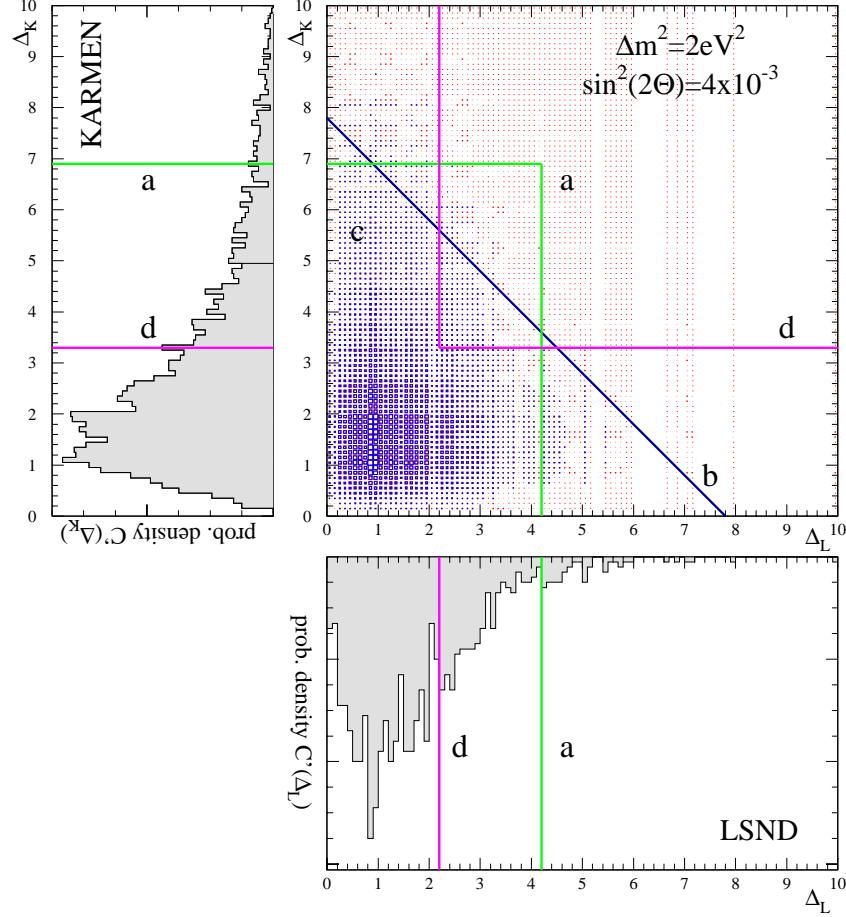 Δ_K
10
9
8
7
6
5
4
3
2
1
0
KARMEN
a
d
prob. density C'(Δ_K)
Δ_K
10
9
8
7
6
5
4
3
2
1
0
Δm²=2eV²
sin²(2Θ)=4x10⁻³
a
c
d
b
0 1 2 3 4 5 6 7 8 9 10
Δ_L
prob. density C'(Δ_L)
d
a
LSND
0 1 2 3 4 5 6 7 8 9 10
Δ_L